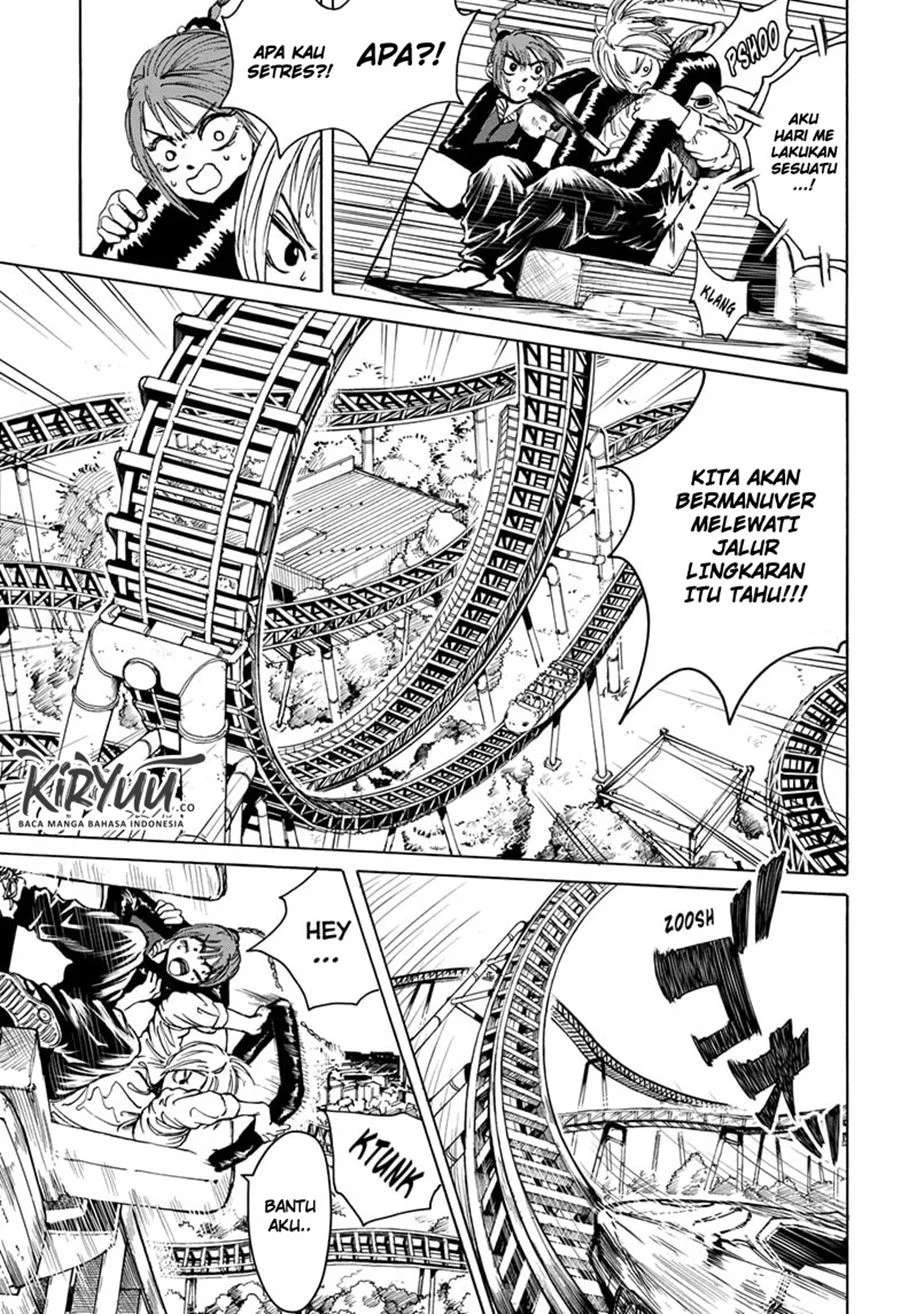 PSHOO
AKU
HARI ME
LAKUKAN
SESUATU
...!
KLANG
APA?!
APA KAU
SETRES?!
KITA AKAN
BERMANUVER
MELEWATI
JALUR
LINGKARAN
ITU TAHU!!!
KIRYUU.CO
BACA MANGA BAHASA INDONESIA
ZOOSH
HEY
...
KTUNK
BANTU
AKU..